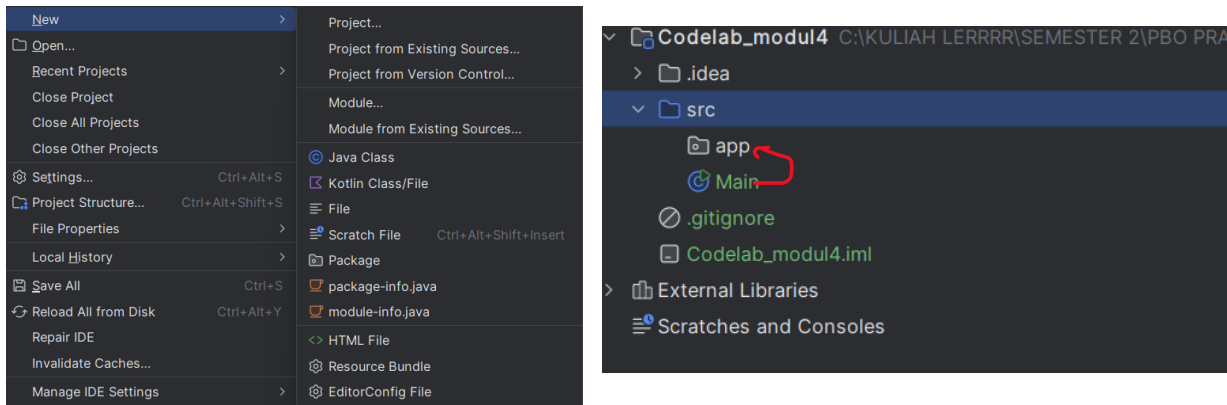 New
Open...
Recent Projects
Close Project
Close All Projects
Close Other Projects
Settings... Ctrl+Alt+S
Project Structure... Ctrl+Alt+Shift+S
File Properties
Local History
Save All Ctrl+S
Reload All from Disk Ctrl+Alt+Y
Repair IDE
Invalidate Caches...
Manage IDE Settings
Project...
Project from Existing Sources...
Project from Version Control...
Module...
Module from Existing Sources...
Java Class
Kotlin Class/File
File
Scratch File Ctrl+Alt+Shift+Insert
Package
package-info.java
module-info.java
HTML File
Resource Bundle
EditorConfig File
Codelab_modul4 C:\KULIAH LERRRR\SEMESTER 2\PBO PRA
.idea
src
app
Main
.gitignore
Codelab_modul4.iml
External Libraries
Scratches and Consoles